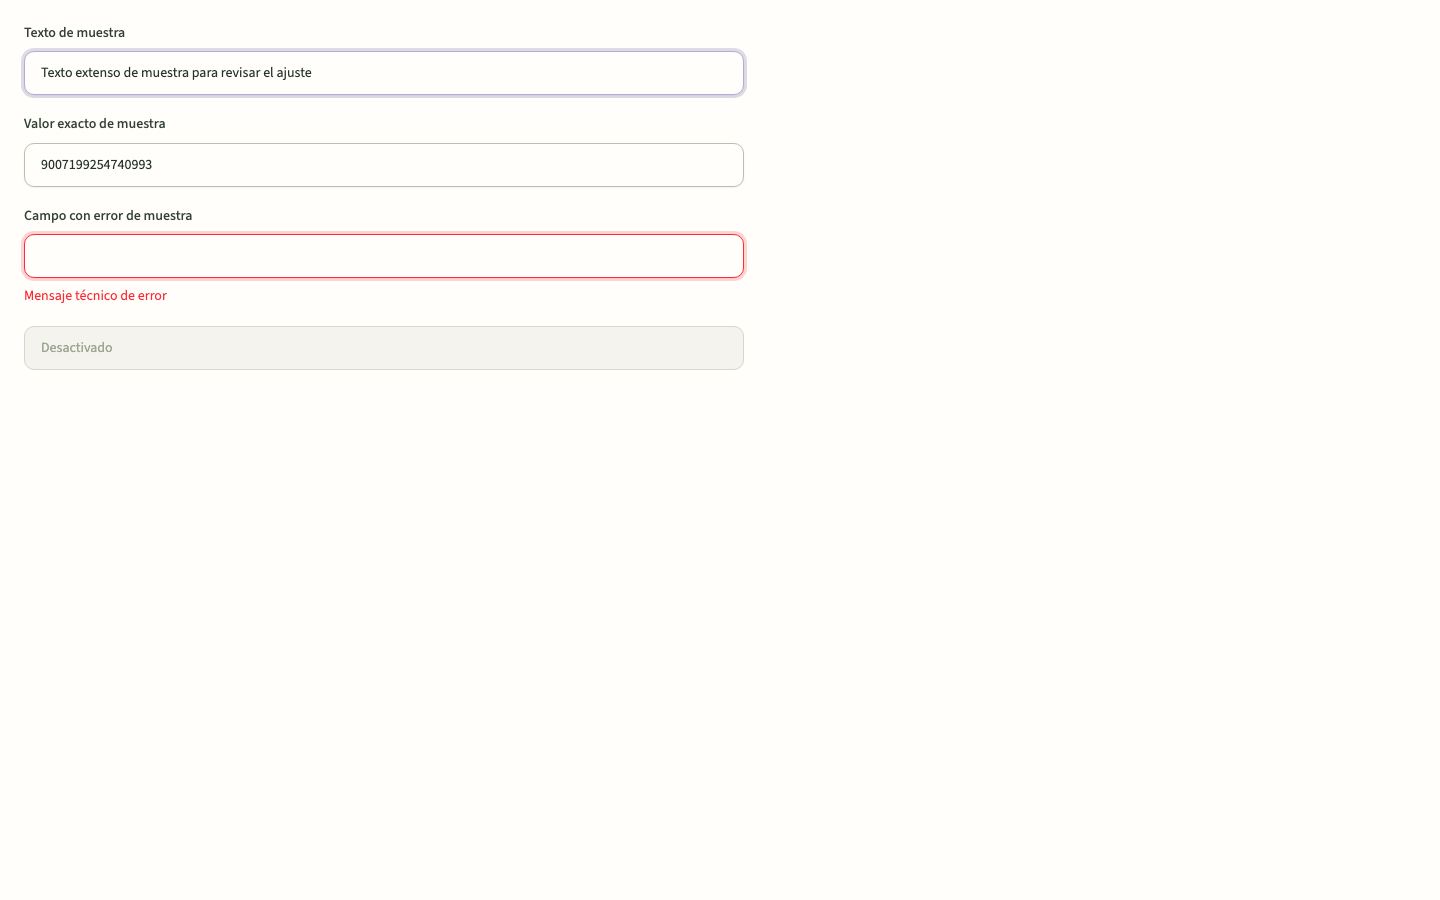 Texto de muestra
Texto extenso de muestra para revisar el ajuste
Valor exacto de muestra
9007199254740993
Campo con error de muestra
Mensaje técnico de error
Desactivado